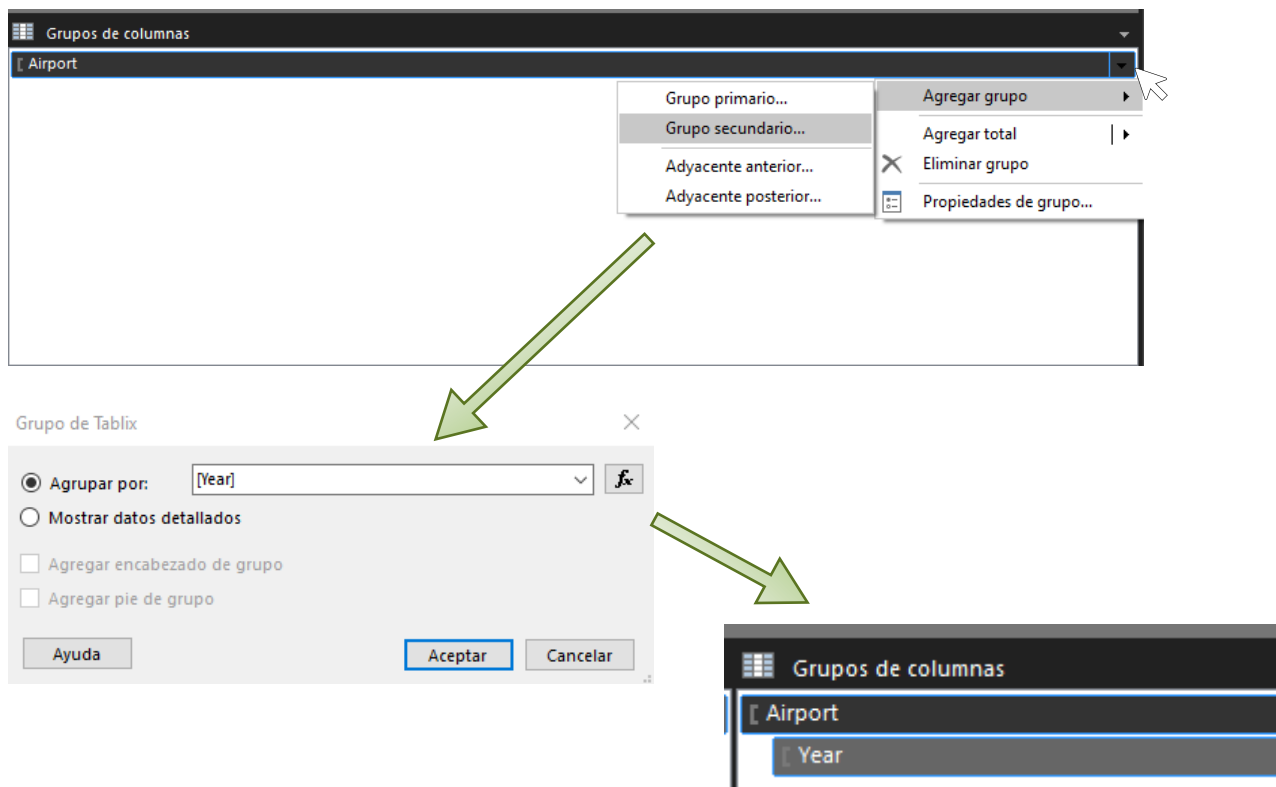 Grupos de columnas
[ Airport
Grupo primario...
Grupo secundario...
Adyacente anterior...
Adyacente posterior...
Agregar grupo
Agregar total
Eliminar grupo
Propiedades de grupo...
Grupo de Tablix
Agrupar por:
[Year]
fx
Mostrar datos detallados
Agregar encabezado de grupo
Agregar pie de grupo
Ayuda
Aceptar
Cancelar
Grupos de columnas
[ Airport
[ Year